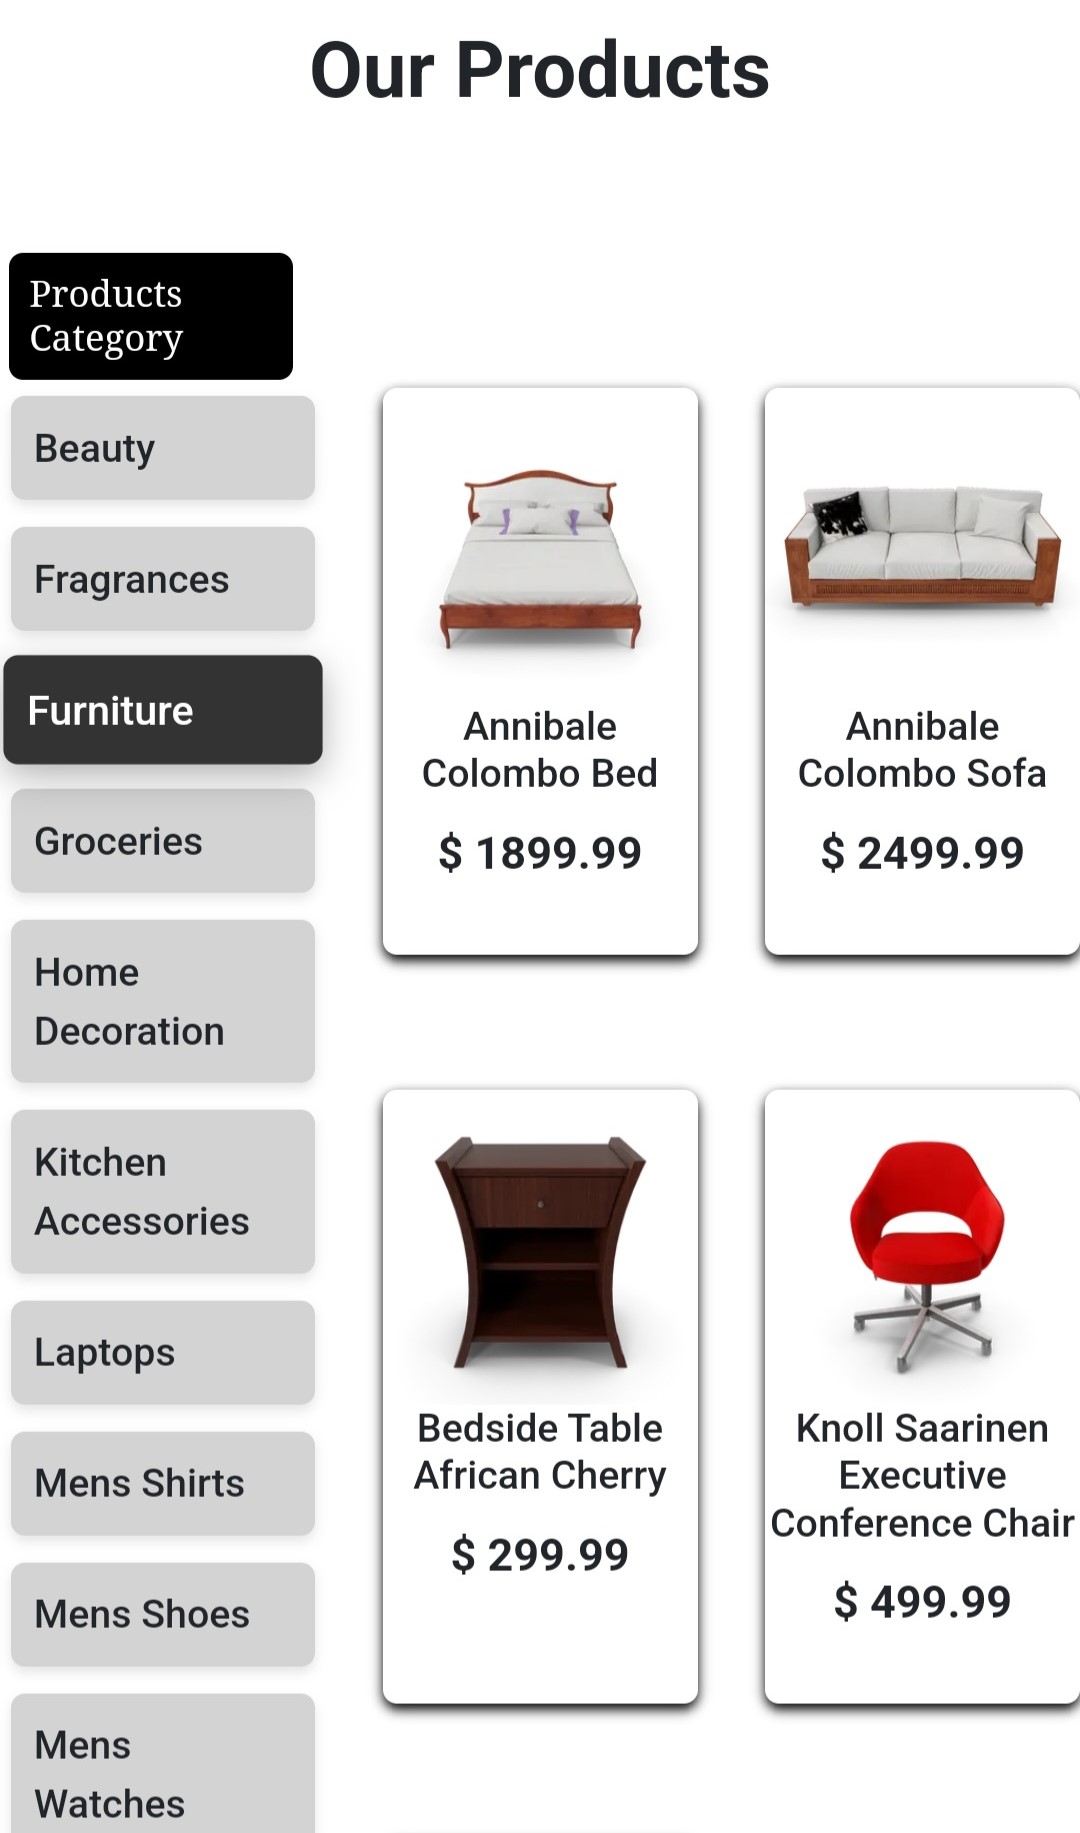 Our Products
Products
Category
Beauty
Fragrances
Furniture
Groceries
Home
Decoration
Kitchen
Accessories
Laptops
Mens Shirts
Mens Shoes
Mens
Watches
Annibale
Colombo Bed
$ 1899.99
Annibale
Colombo Sofa
$ 2499.99
Bedside Table
African Cherry
$ 299.99
Knoll Saarinen
Executive
Conference Chair
$ 499.99